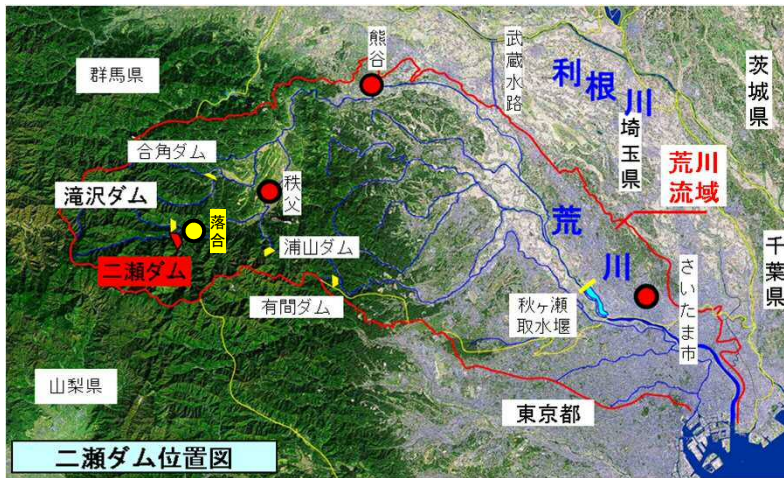 熊谷
武蔵水路
利根川
茨城県
群馬県
埼玉県
合角ダム
荒川
流域
滝沢ダム
秩父
落合
荒川
千葉県
二瀬ダム
浦山ダム
さいたま市
有間ダム
秋ヶ瀬
取水堰
山梨県
東京都
二瀬ダム位置図